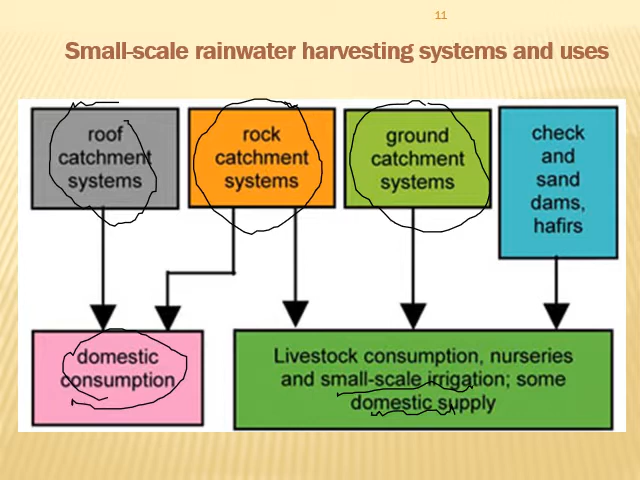 11
Small-scale rainwater harvesting systems and uses
roof
catchment
systems
rock
catchment
systems
ground
catchment
systems
check
and
sand
dams,
hafirs
domestic
consumption
Livestock consumption, nurseries
and small-scale irrigation; some
domestic supply